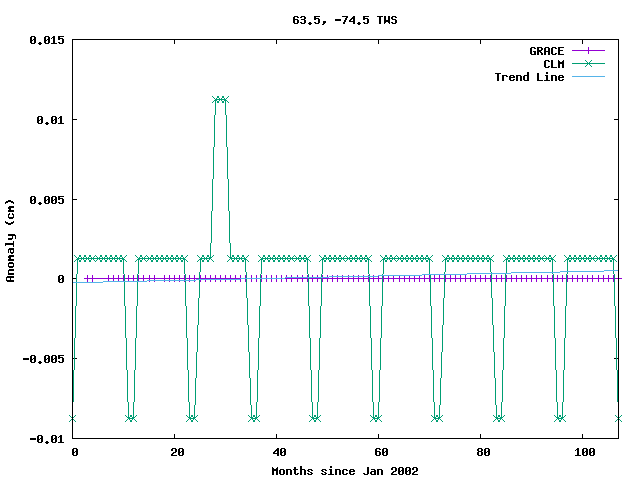 63.5, -74.5 TWS
GRACE
CLM
Trend Line
0.015
0.01
0.005
0
-0.005
-0.01
Anomaly (cm)
0 20 40 60 80 100
Months since Jan 2002